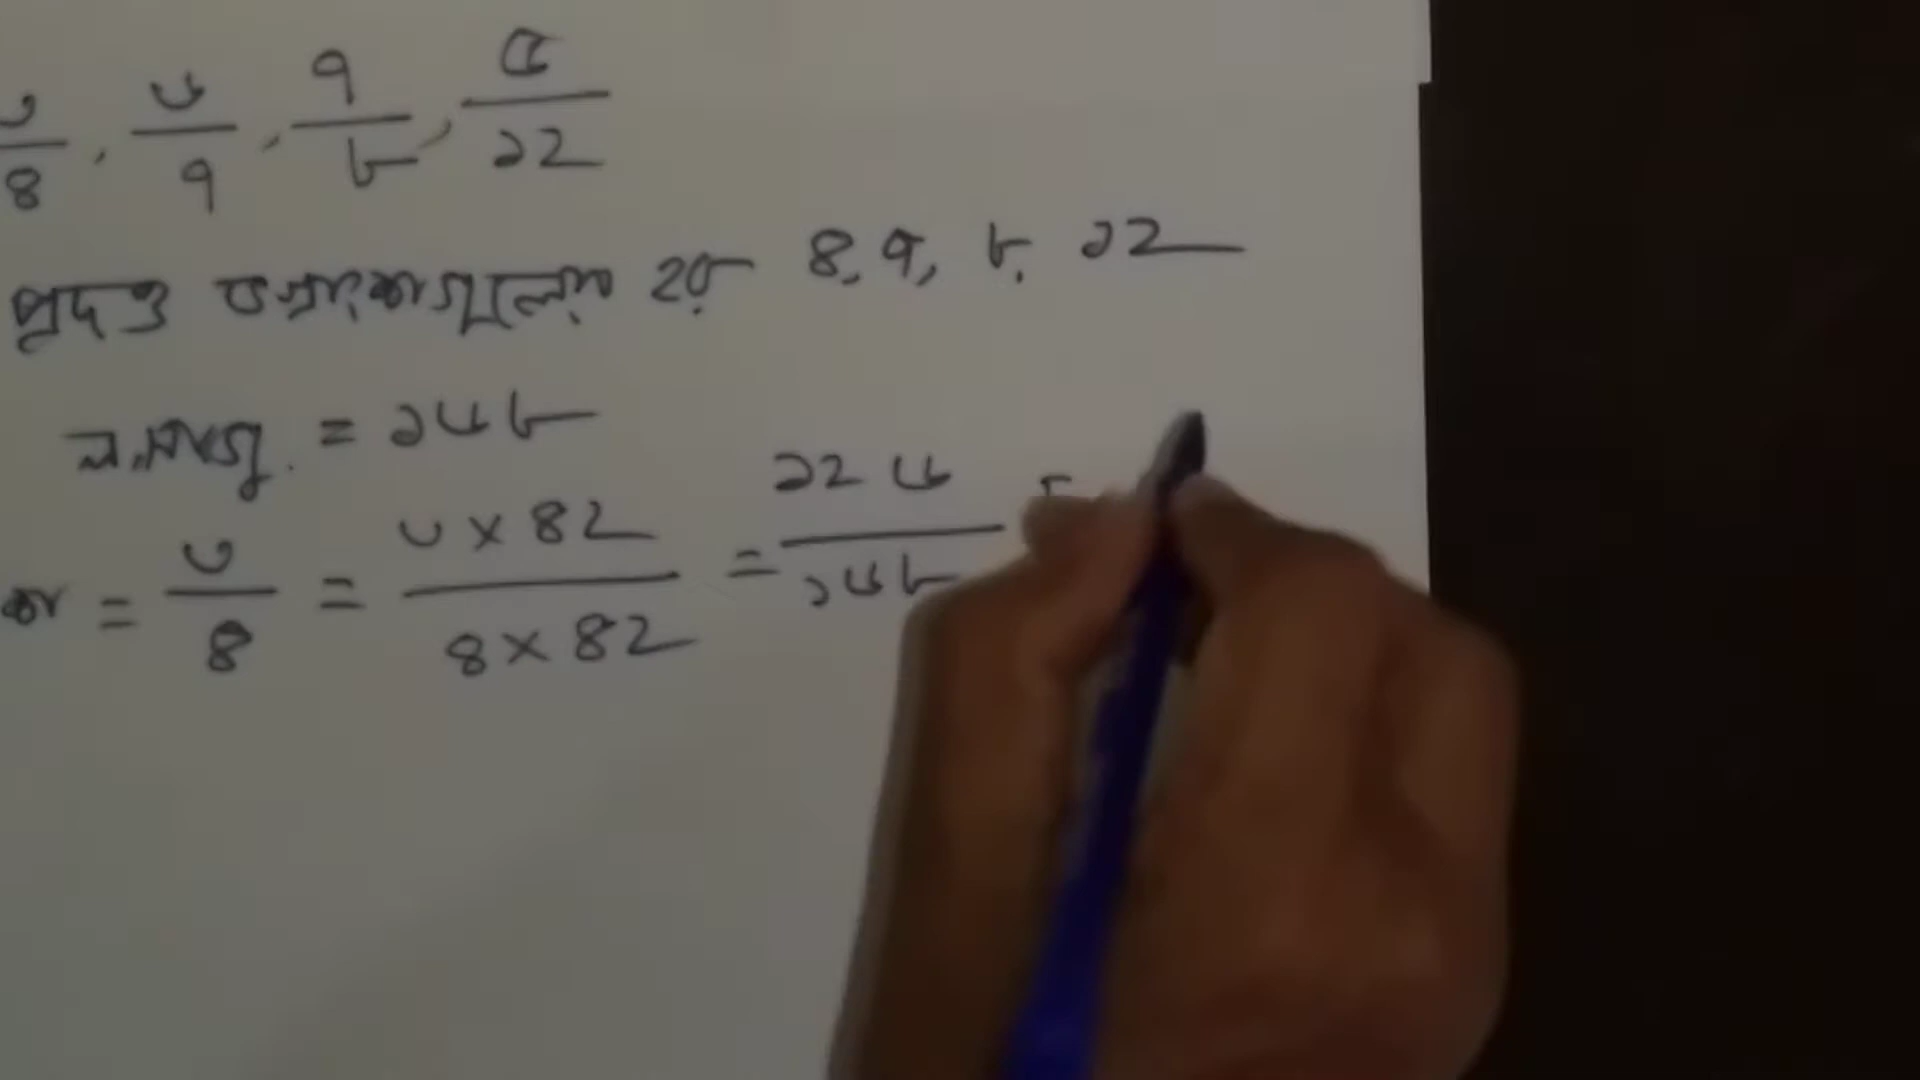 ৩/৪, ৬/৭, ৭/৮, ৫/১২
প্রদত্ত ভগ্নাংশগুলোর হর ৪, ৭, ৮, ১২
ল.সা.গু. = ১৬৮
= ৩/৪ = ৩ × ৪২ / ৪ × ৪২ = ১২৬ / ১৬৮